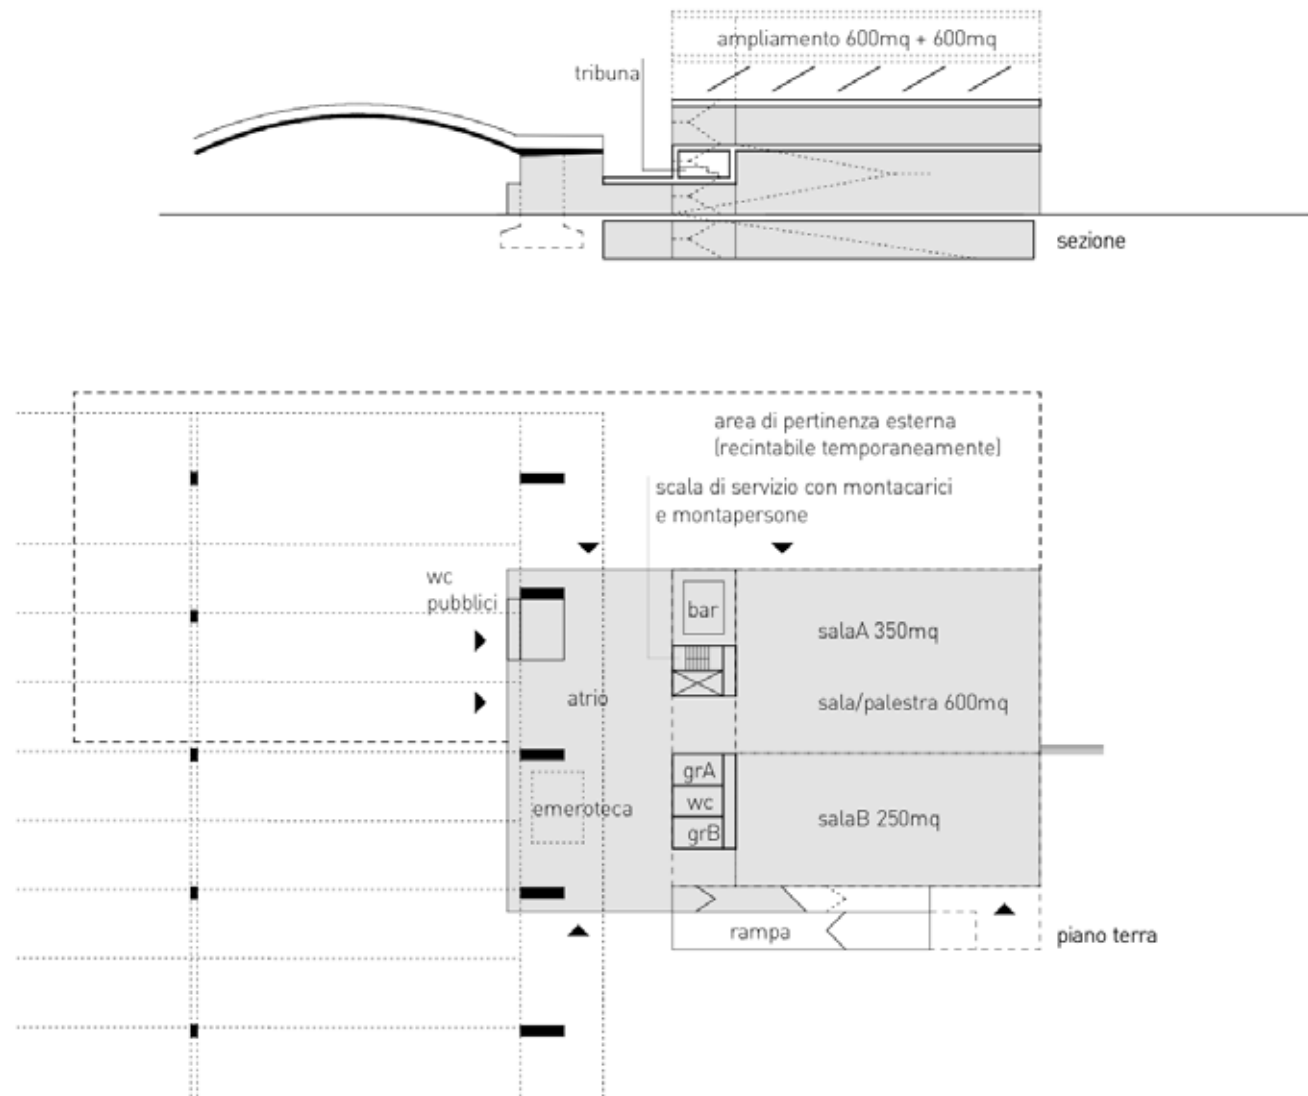 ampliamento 600mq + 600mq
tribuna
sezione
area di pertinenza esterna
(recintabile temporaneamente)
scala di servizio con montacarici
e montapersone
wc
pubblici
bar
salaA 350mq
atrio
sala/palestra 600mq
grA
wc
grB
emeroteca
salaB 250mq
rampa
piano terra